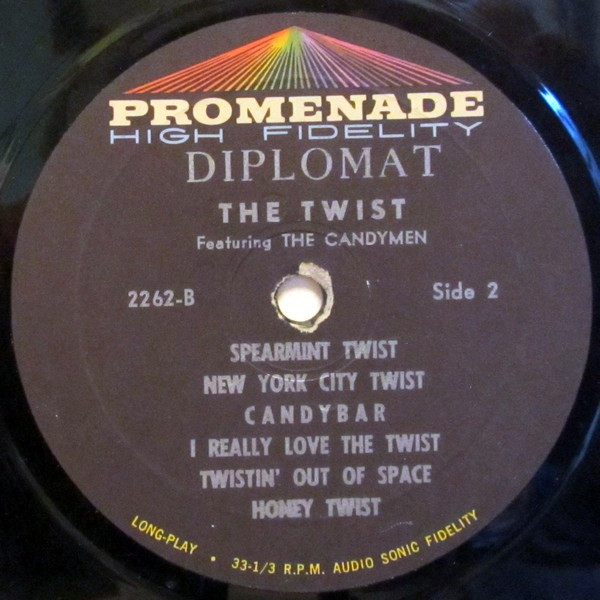 PROMENADE
HIGH FIDELITY
DIPLOMAT
THE TWIST
Featuring THE CANDYMEN
2262-B
Side 2
SPEARMINT TWIST
NEW YORK CITY TWIST
CANDYBAR
I REALLY LOVE THE TWIST
TWISTIN' OUT OF SPACE
HONEY TWIST
LONG-PLAY • 33-1/3 R.P.M. AUDIO SONIC FIDELITY